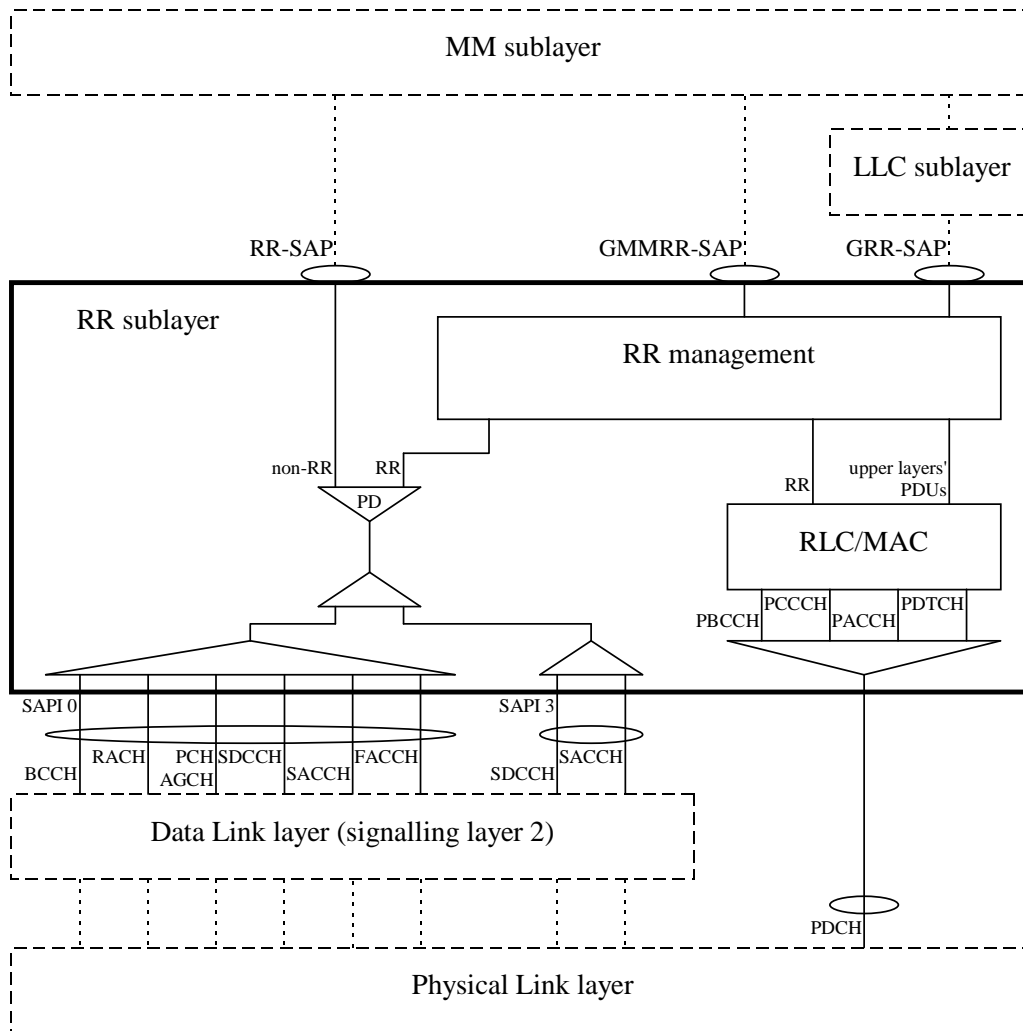 MM sublayer
LLC sublayer
RR-SAP
GMMRR-SAP
GRR-SAP
RR sublayer
RR management
non-RR
RR
PD
RR
upper layers'
PDUs
RLC/MAC
PBCCH
PCCCH
PACCH
PDTCH
SAPI 0
SAPI 3
BCCH
RACH
PCH
AGCH
SDCCH
SACCH
FACCH
SDCCH
SACCH
Data Link layer (signalling layer 2)
PDCH
Physical Link layer